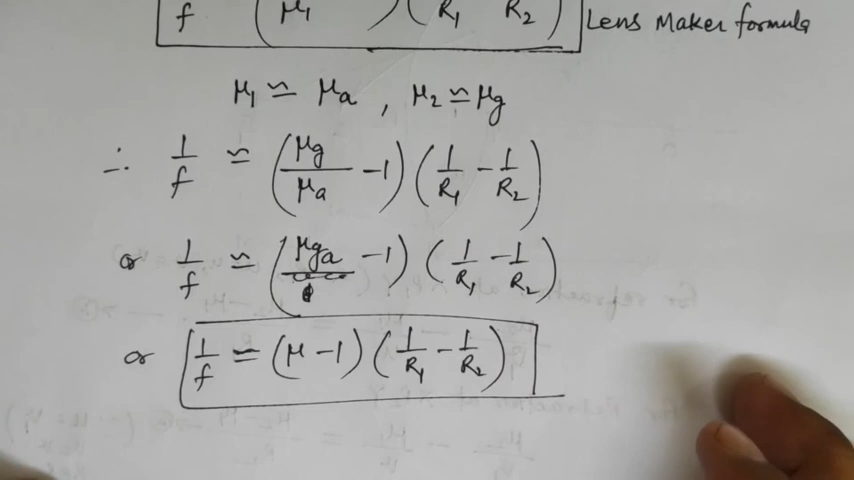 1/f (μ1 ) (R1 R2) Lens Maker formula
μ1 ≃ μa , μ2 ≃ μg
∴ 1/f ≃ (μg/μa − 1) (1/R1 − 1/R2)
or 1/f ≃ (μga − 1) (1/R1 − 1/R2)
or 1/f ≃ (μ − 1) (1/R1 − 1/R2)